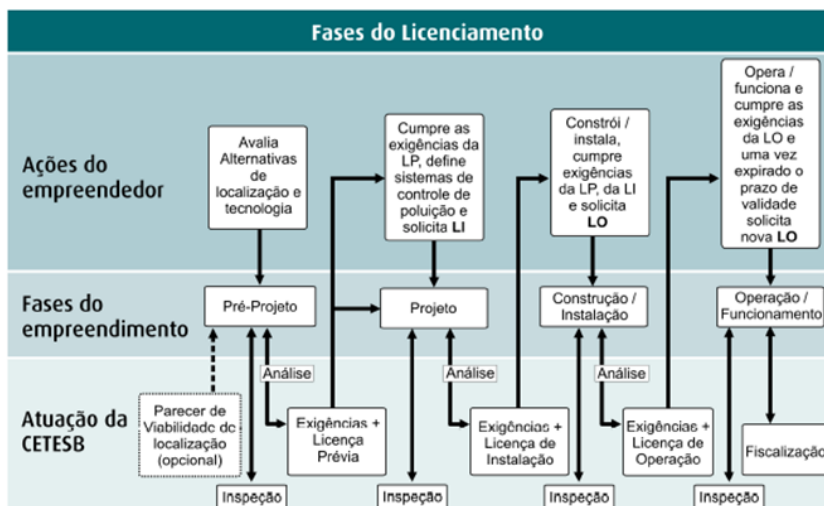 Fases do Licenciamento
Ações do
empreendedor
Avalia
Alternativas
de
localização e
tecnologia
Cumpre as
exigências da
LP, define
sistemas de
controle de
poluição e
solicita LI
Constrói /
instala,
cumpre
exigências
da LP, da LI
e solicita
LO
Opera /
funciona e
cumpre as
exigências
da LO e
uma vez
expirado o
prazo de
validade
solicita
nova LO
Fases do
empreendimento
Pré-Projeto
Projeto
Construção /
Instalação
Operação /
Funcionamento
Análise
Análise
Análise
Atuação da
CETESB
Parecer de
Viabilidade de
localização
(opcional)
Exigências +
Licença
Prévia
Exigências +
Licença de
Instalação
Exigências +
Licença de
Operação
Fiscalização
Inspeção
Inspeção
Inspeção
Inspeção